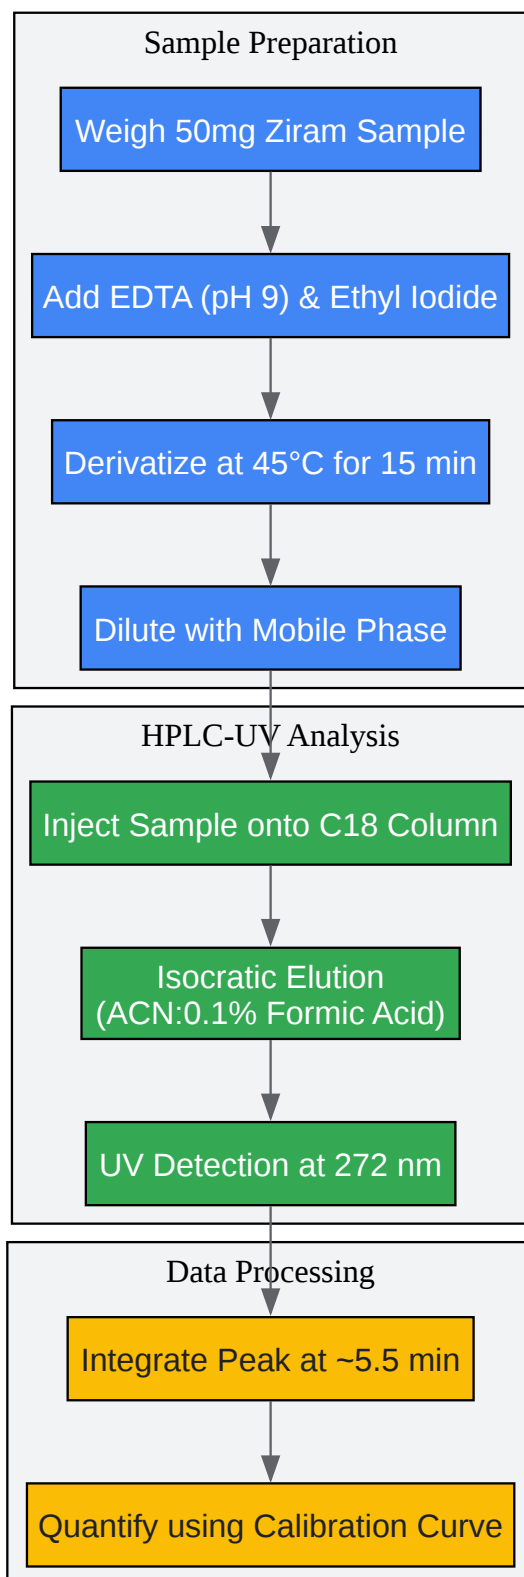 Sample Preparation
Weigh 50mg Ziram Sample
Add EDTA (pH 9) & Ethyl Iodide
Derivatize at 45°C for 15 min
Dilute with Mobile Phase
HPLC-UV Analysis
Inject Sample onto C18 Column
Isocratic Elution
(ACN:0.1% Formic Acid)
UV Detection at 272 nm
Data Processing
Integrate Peak at ~5.5 min
Quantify using Calibration Curve